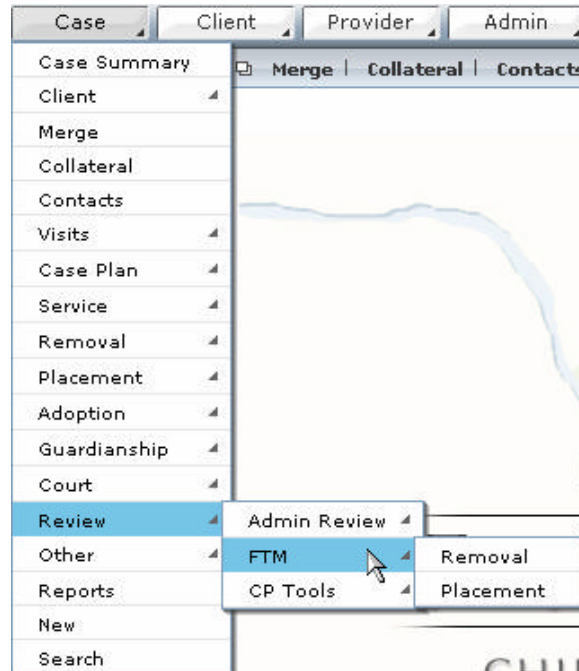 Case Client Provider Admin
Merge | Collateral | Contacts
Case Summary
Client
Merge
Collateral
Contacts
Visits
Case Plan
Service
Removal
Placement
Adoption
Guardianship
Court
Review
Other
Reports
New
Search
Admin Review
FTM
CP Tools
Removal
Placement